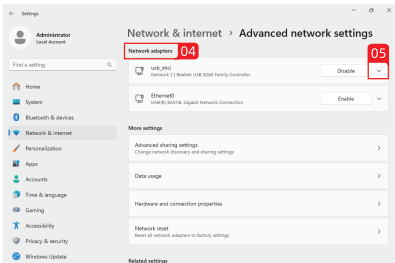 Settings
Administrator
Local Account
Find a setting
Home
System
Bluetooth & devices
Network & internet
Personalization
Apps
Accounts
Time & language
Gaming
Accessibility
Privacy & security
Windows Update
Network & internet > Advanced network settings
Network adapters
04
05
usb_xhci
Network 2 | Realtek USB 5GbE Family Controller
Disable
Ethernet0
Intel(R) 82574L Gigabit Network Connection
Enable
More settings
Advanced sharing settings
Change network discovery and sharing settings
Data usage
Hardware and connection properties
Network reset
Reset all network adapters to factory settings
Related settings